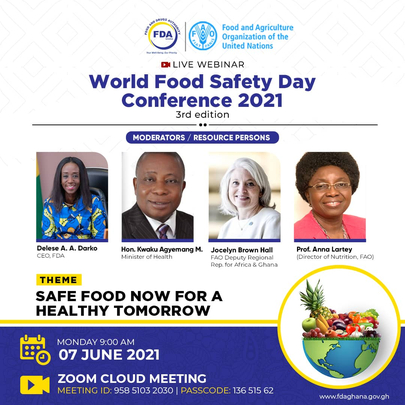 FDA
FAO
Food and Agriculture
Organization of the
United Nations
LIVE WEBINAR
World Food Safety Day
Conference 2021
3rd edition
MODERATORS / RESOURCE PERSONS
Delese A. A. Darko
CEO, FDA
Hon. Kwaku Agyemang M.
Minister of Health
Jocelyn Brown Hall
FAO Deputy Regional
Rep. for Africa & Ghana
Prof. Anna Lartey
(Director of Nutrition, FAO)
THEME
SAFE FOOD NOW FOR A
HEALTHY TOMORROW
MONDAY 9:00 AM
07 JUNE 2021
ZOOM CLOUD MEETING
MEETING ID: 958 5103 2030 | PASSCODE: 136 515 62
www.fdaghana.gov.gh